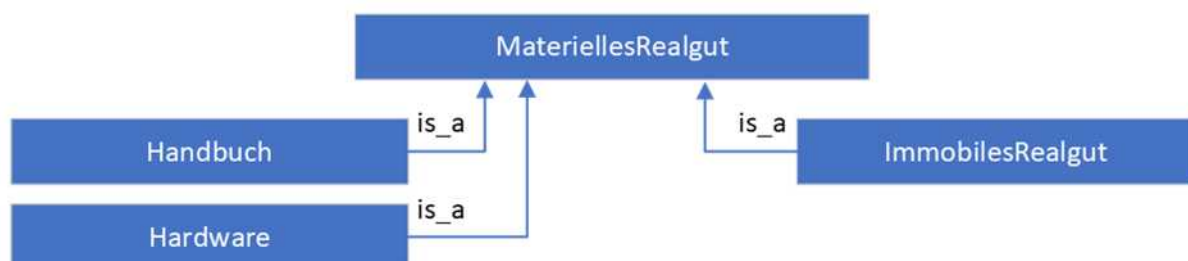 MateriellesRealgut
is_a
is_a
Handbuch
ImmobilesRealgut
is_a
Hardware